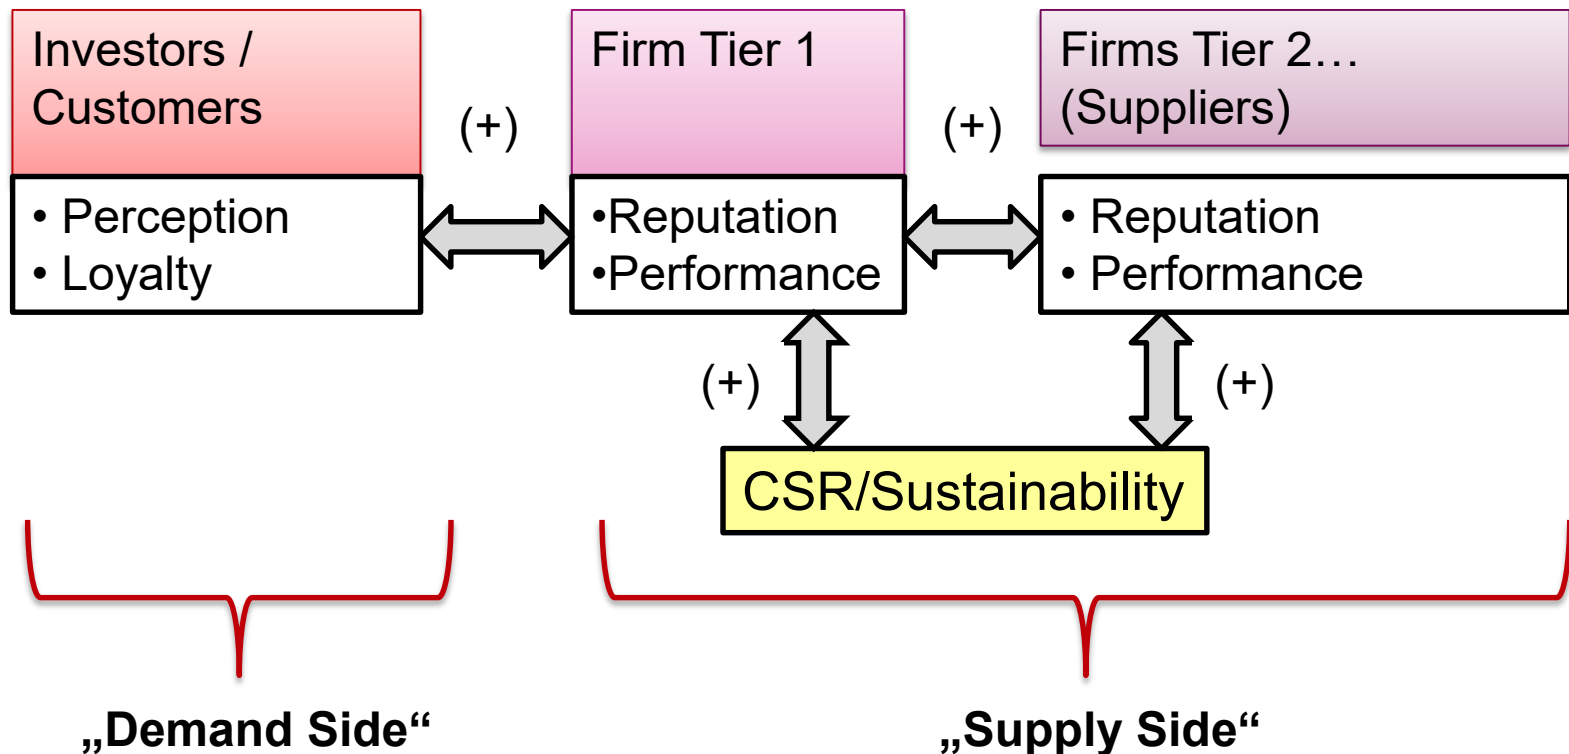 Investors /
Customers
(+)
Firm Tier 1
(+)
Firms Tier 2…
(Suppliers)
• Perception
• Loyalty
•Reputation
•Performance
• Reputation
• Performance
(+)
(+)
CSR/Sustainability
„Demand Side“
„Supply Side“